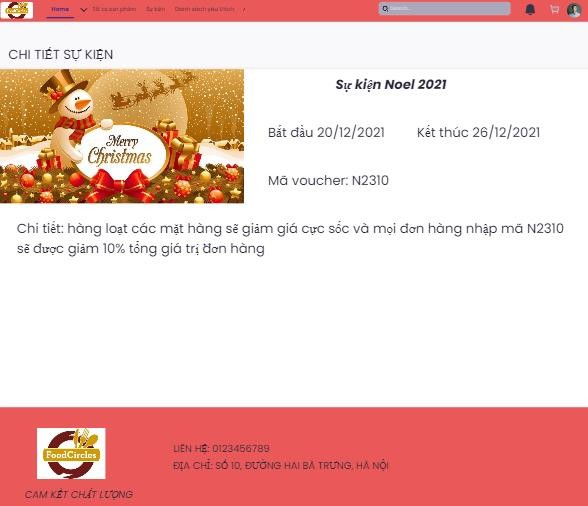 Home Tất cả sản phẩm Sự kiện Danh sách yêu thích
Search...
CHI TIẾT SỰ KIỆN
Merry
Christmas
Sự kiện Noel 2021
Bắt đầu 20/12/2021 Kết thúc 26/12/2021
Mã voucher: N2310
Chi tiết: hàng loạt các mặt hàng sẽ giảm giá cực sốc và mọi đơn hàng nhập mã N2310
sẽ được giảm 10% tổng giá trị đơn hàng
FoodCircles
LIÊN HỆ: 0123456789
ĐỊA CHỈ: SỐ 10, ĐƯỜNG HAI BÀ TRƯNG, HÀ NỘI
CAM KẾT CHẤT LƯỢNG